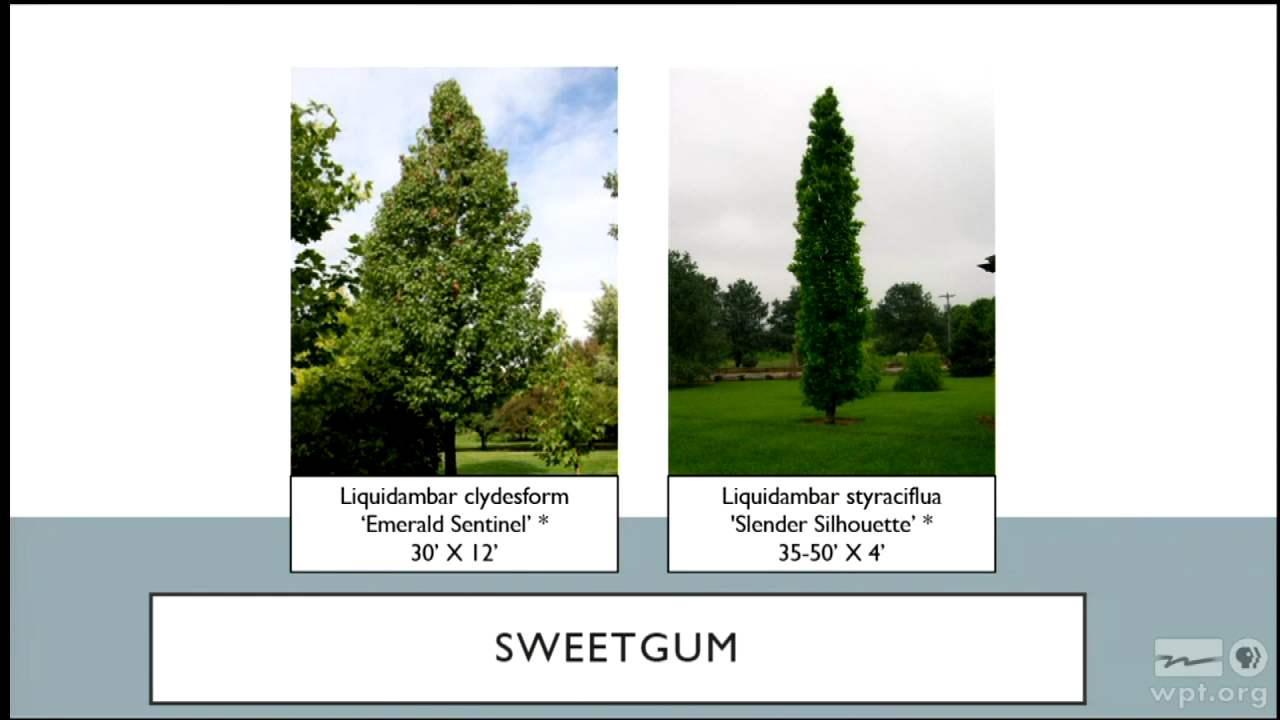 Liquidambar clydesform
‘Emerald Sentinel’ *
30’ X 12’
Liquidambar styraciflua
'Slender Silhouette’ *
35-50’ X 4’
SWEETGUM
wpt.org